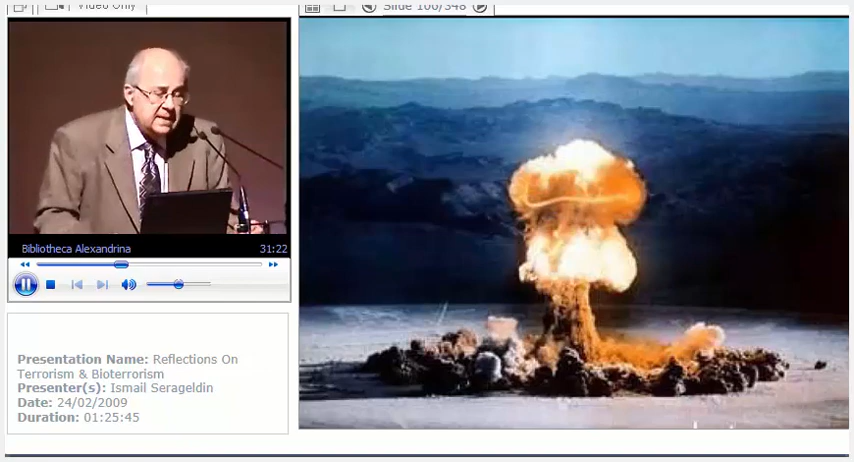 Video Only
Slide 100/348
Bibliotheca Alexandrina 31:22
Presentation Name: Reflections On
Terrorism & Bioterrorism
Presenter(s): Ismail Serageldin
Date: 24/02/2009
Duration: 01:25:45